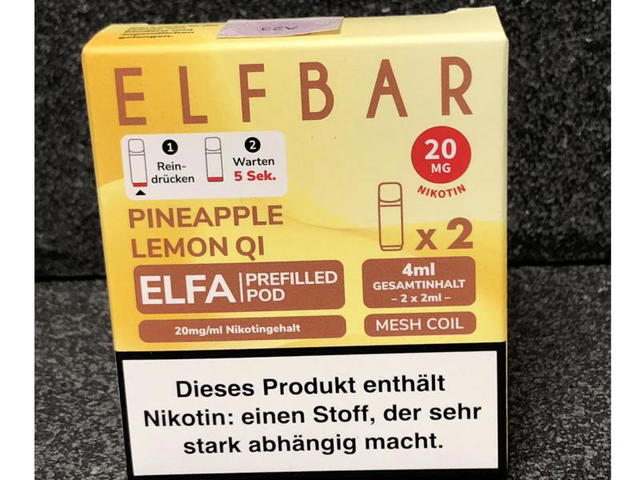 gelangen.
A23
ELFBAR
1
Rein-
drücken
2
Warten
5 Sek.
20
MG
NIKOTIN
PINEAPPLE
LEMON QI
x 2
ELFA PREFILLED
POD
4ml
GESAMTINHALT
– 2 x 2ml –
20mg/ml Nikotingehalt
MESH COIL
Dieses Produkt enthält
Nikotin: einen Stoff, der sehr
stark abhängig macht.